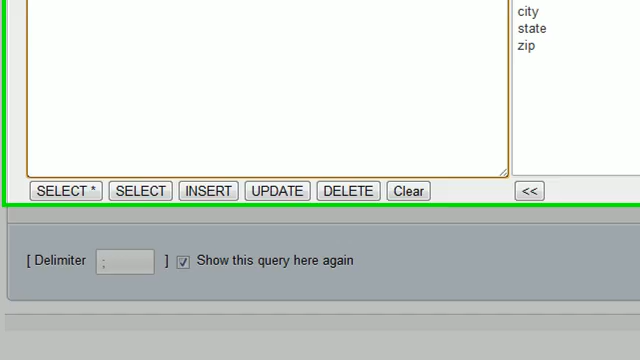 city
state
zip
SELECT * SELECT INSERT UPDATE DELETE Clear <<
[ Delimiter ; ] Show this query here again